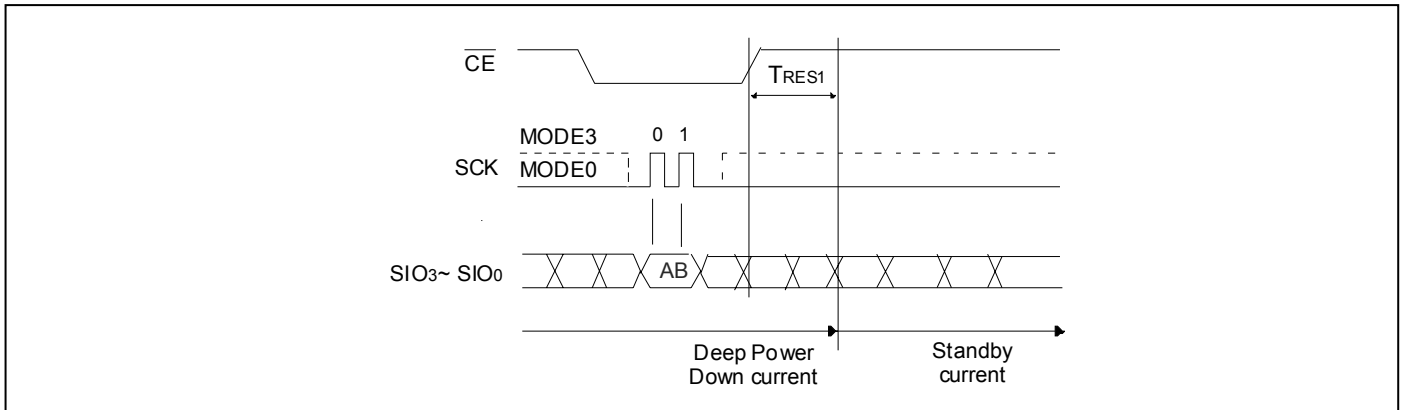 CE
TRES1
MODE3 0 1
SCK MODE0
SIO3~ SIO0
AB
Deep Power
Down current
Standby
current